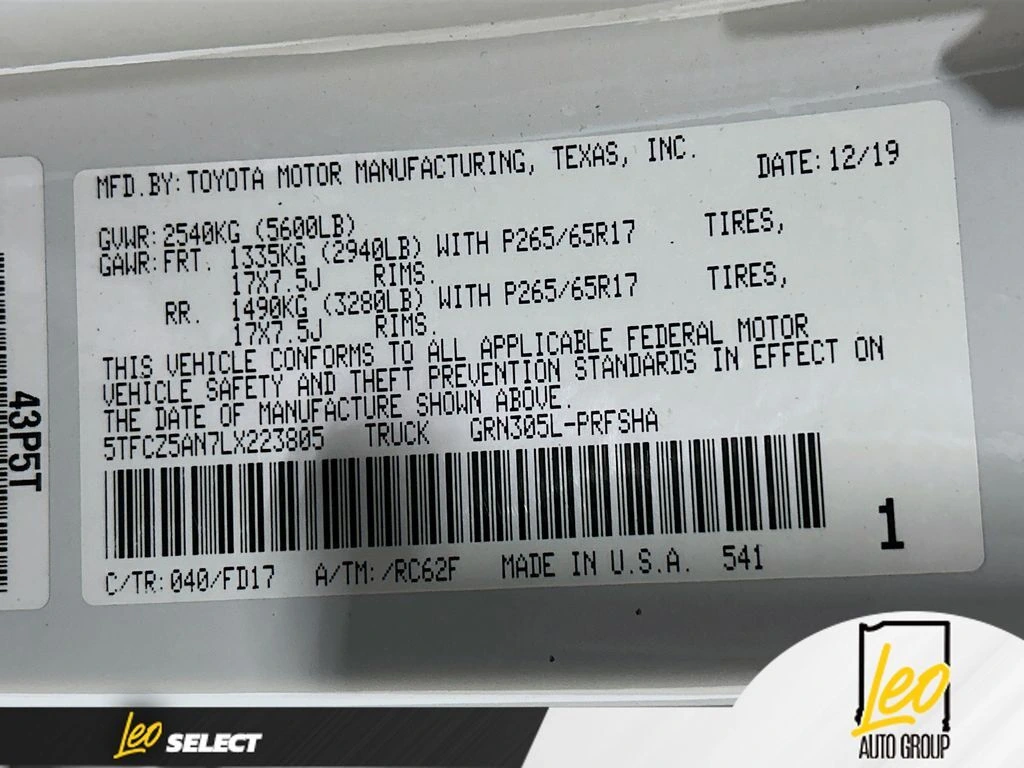 MFD.BY: TOYOTA MOTOR MANUFACTURING, TEXAS, INC. DATE: 12/19
GVWR: 2540KG (5600LB)
GAWR: FRT. 1335KG (2940LB) WITH P265/65R17 TIRES,
17X7.5J RIMS.
RR. 1490KG (3280LB) WITH P265/65R17 TIRES,
17X7.5J RIMS.
THIS VEHICLE CONFORMS TO ALL APPLICABLE FEDERAL MOTOR
VEHICLE SAFETY AND THEFT PREVENTION STANDARDS IN EFFECT ON
THE DATE OF MANUFACTURE SHOWN ABOVE.
5TFCZ5AN7LX223805 TRUCK GRN305L-PRFSHA
1
C/TR: 040/FD17 A/TM: /RC62F MADE IN U.S.A. 541
43P5T
Leo SELECT
Leo
AUTO GROUP